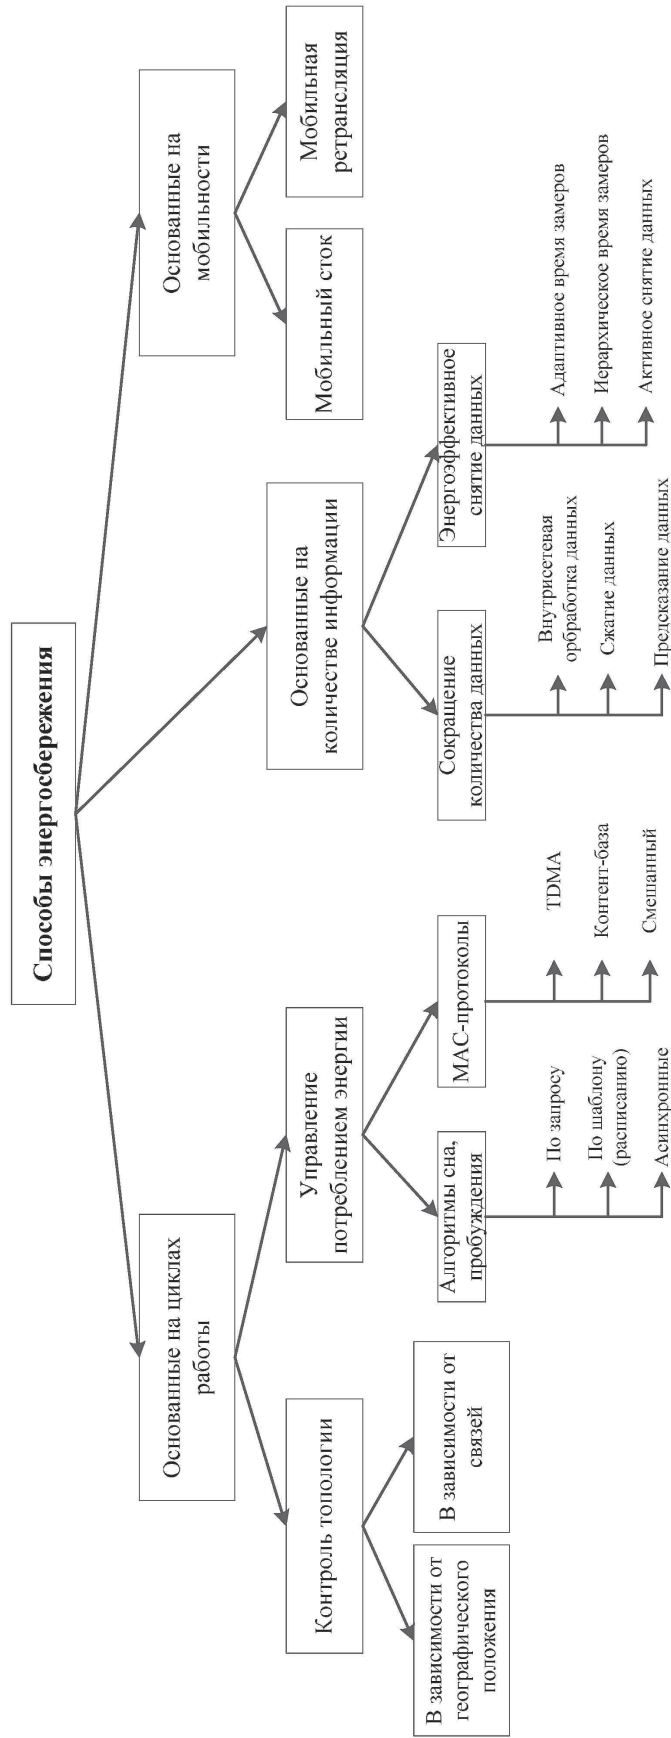 Способы энергосбережения
Основанные на циклах
работы
Основанные на
количестве информации
Основанные на
мобильности
Контроль топологии
Управление
потреблением энергии
Мобильный сток
Мобильная
ретрансляция
В зависимости от
географического
положения
В зависимости от
связей
Алгоритмы сна,
пробуждения
МАС-протоколы
Сокращение
количества данных
Энергоэффективное
снятие данных
По запросу
По шаблону
(расписанию)
Асинхронные
TDMA
Контент-база
Смешанный
Внутрисетевая
орбработка данных
Сжатие данных
Предсказание данных
Адаптивное время замеров
Иерархическое время замеров
Активное снятие данных